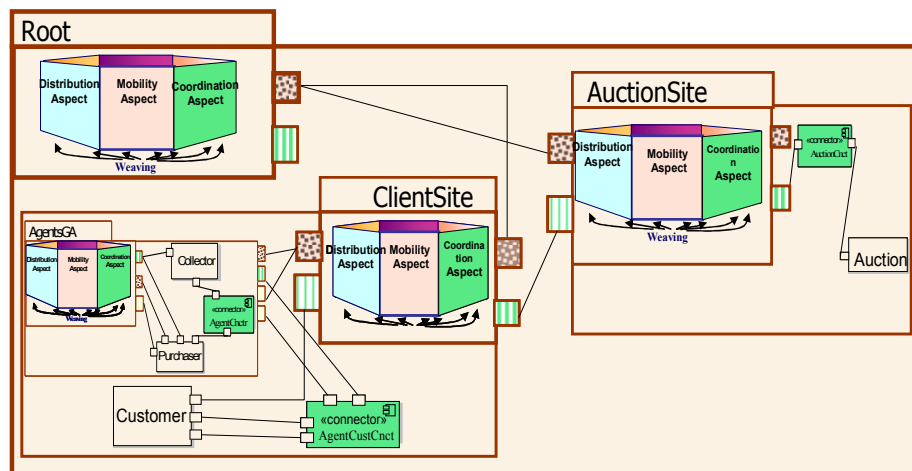 Root
Distribution
Aspect
Mobility
Aspect
Coordination
Aspect
Weaving
AuctionSite
Distribution
Aspect
Mobility
Aspect
Coordinatio
n
Aspect
Weaving
«connector»
AuctionCnct
Auction
ClientSite
Distribution
Aspect
Mobility
Aspect
Coordina
tion
Aspect
Weaving
AgentsGA
Distribution
Aspect
Mobility
Aspect
Coordination
Aspect
Weaving
Collector
«connector»
AgentCnctr
Purchaser
Customer
«connector»
AgentCustCnct